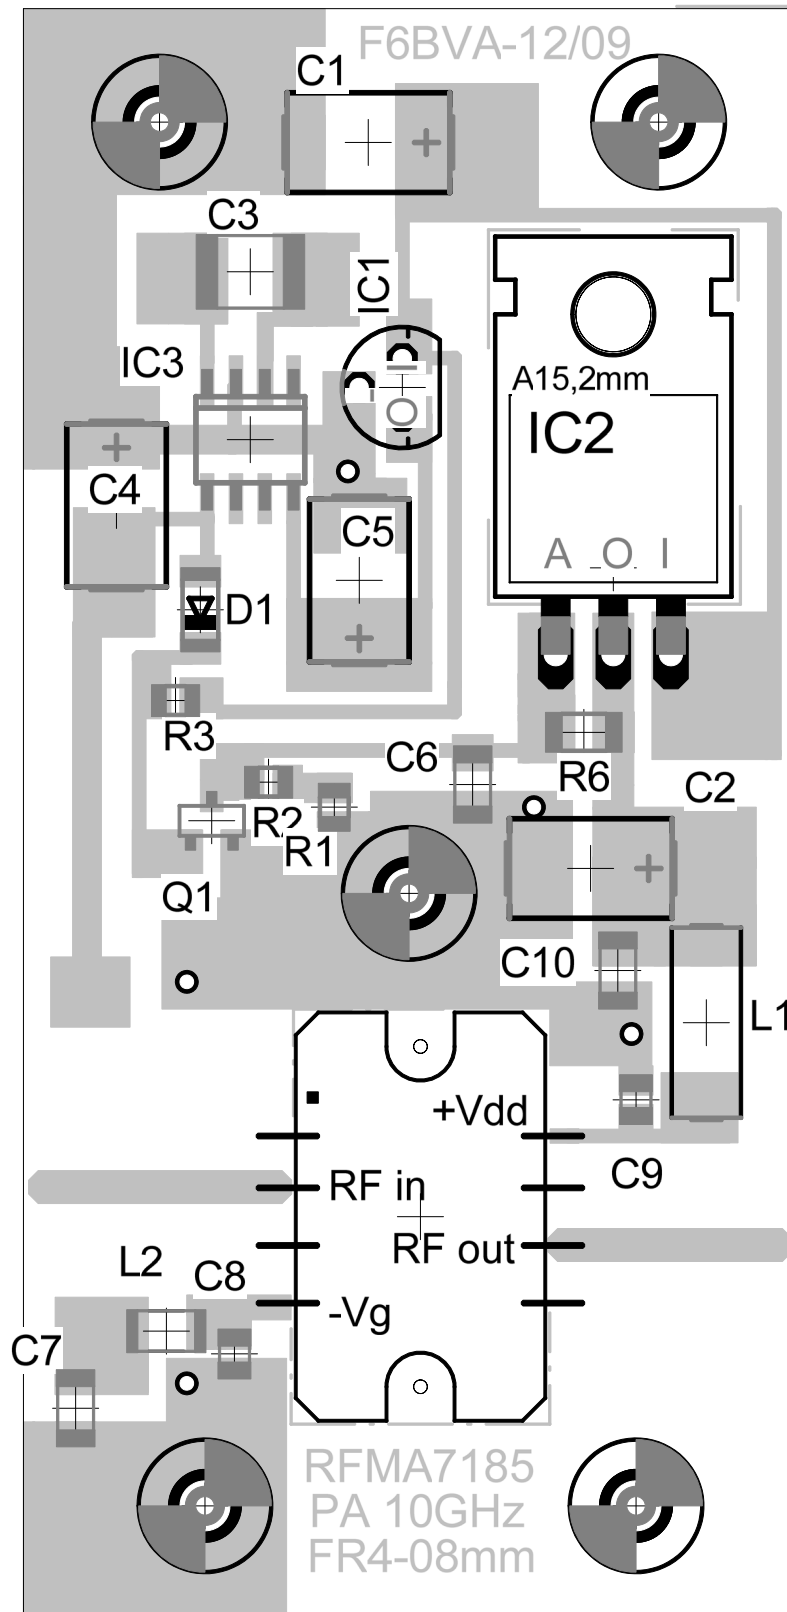 F6BVA-12/09
C1
C3
IC1
IC3
A15,2mm
IC2
I
O
C4
C5
A O I
D1
R3
C6
R6
C2
R2
R1
Q1
C10
L1
+Vdd
C9
RF in
RF out
L2
C8
-Vg
C7
RFMA7185
PA 10GHz
FR4-08mm